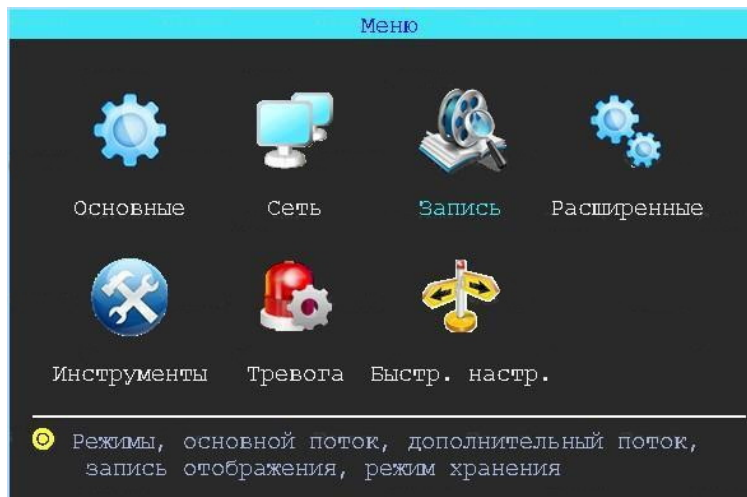 Меню
Основные Сеть Запись Расширенные
Инструменты Тревога Быстр. настр.
Режимы, основной поток, дополнительный поток,
запись отображения, режим хранения